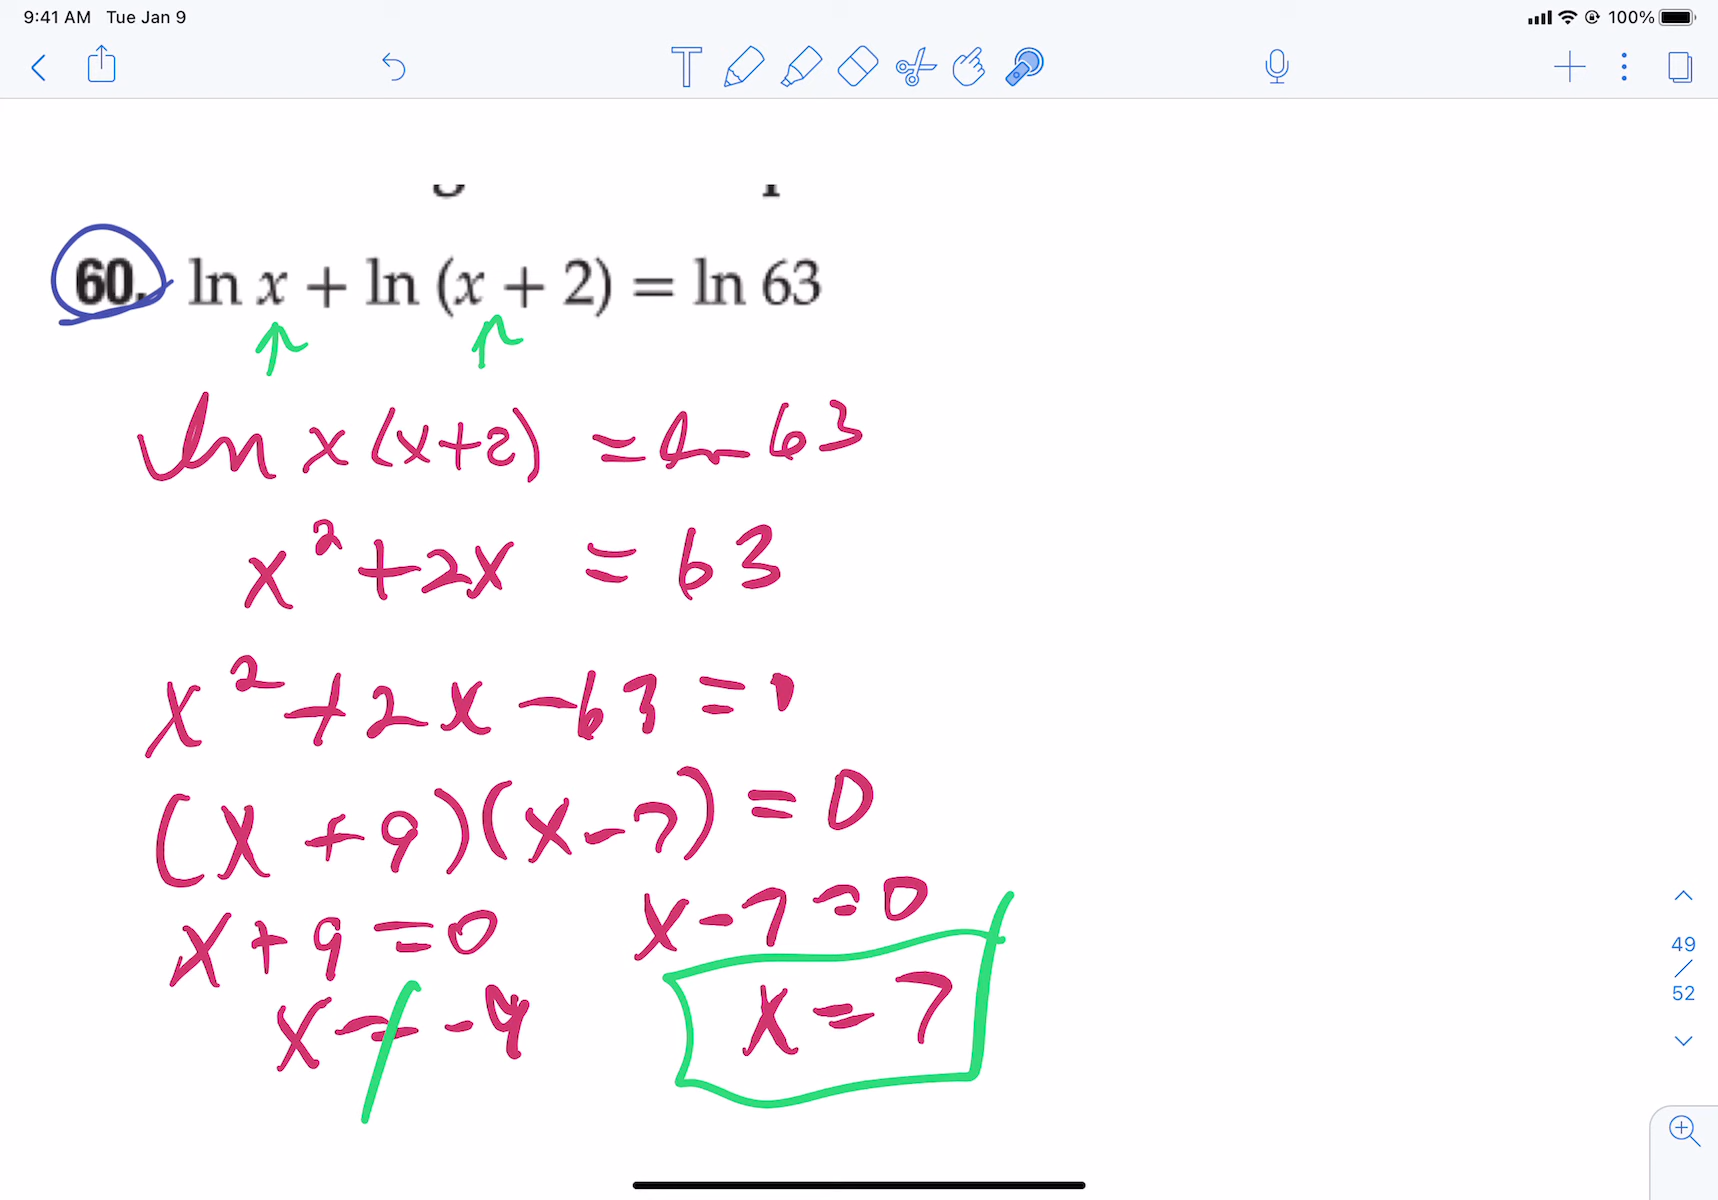 9:41 AM Tue Jan 9
100%
60. ln x + ln (x + 2) = ln 63
ln x (x+2) = ln 63
x² +2x = 63
x² +2x -63 = 0
(x +9)(x-7) = 0
x+9=0 x-7=0
x=-9 x=7
49
/
52